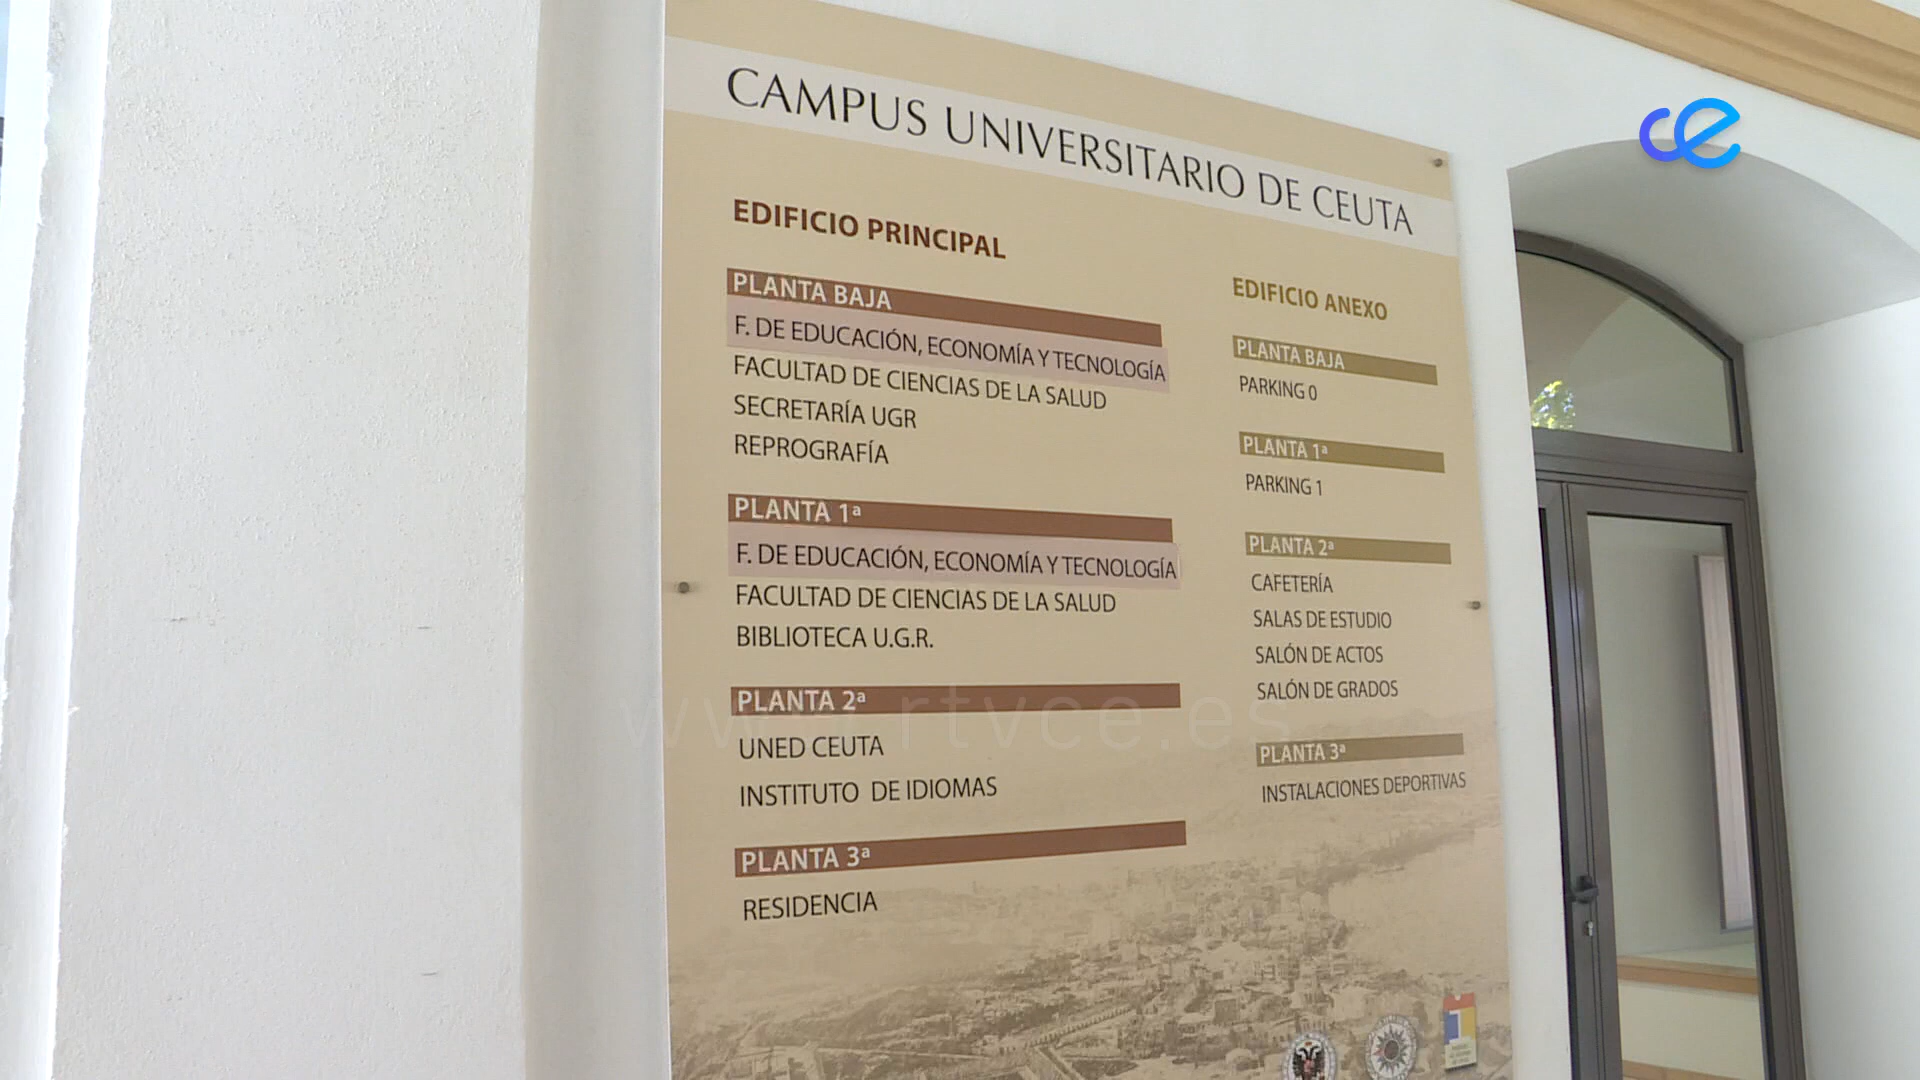 CAMPUS UNIVERSITARIO DE CEUTA
EDIFICIO PRINCIPAL
PLANTA BAJA
F. DE EDUCACIÓN, ECONOMÍA Y TECNOLOGÍA
FACULTAD DE CIENCIAS DE LA SALUD
SECRETARÍA UGR
REPROGRAFÍA
PLANTA 1ª
F. DE EDUCACIÓN, ECONOMÍA Y TECNOLOGÍA
FACULTAD DE CIENCIAS DE LA SALUD
BIBLIOTECA U.G.R.
PLANTA 2ª
UNED CEUTA
INSTITUTO DE IDIOMAS
PLANTA 3ª
RESIDENCIA
EDIFICIO ANEXO
PLANTA BAJA
PARKING 0
PLANTA 1ª
PARKING 1
PLANTA 2ª
CAFETERÍA
SALAS DE ESTUDIO
SALÓN DE ACTOS
SALÓN DE GRADOS
PLANTA 3ª
INSTALACIONES DEPORTIVAS
ce
www.rtvce.es